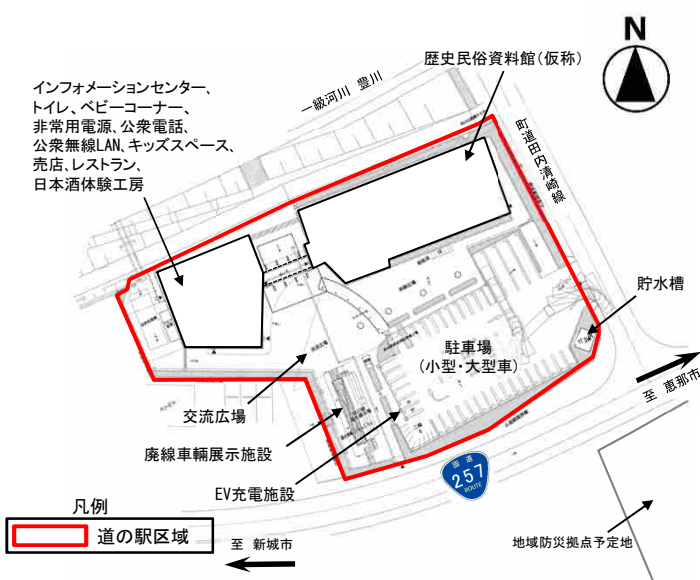 N
歴史民俗資料館(仮称)
インフォメーションセンター、
トイレ、ベビーコーナー、
非常用電源、公衆電話、
公衆無線LAN、キッズスペース、
売店、レストラン、
日本酒体験工房
一級河川 豊川
町道田内清崎線
貯水槽
駐車場
(小型・大型車)
至 恵那市
交流広場
廃線車輌展示施設
EV充電施設
国道
257
ROUTE
凡例
道の駅区域
至 新城市
地域防災拠点予定地